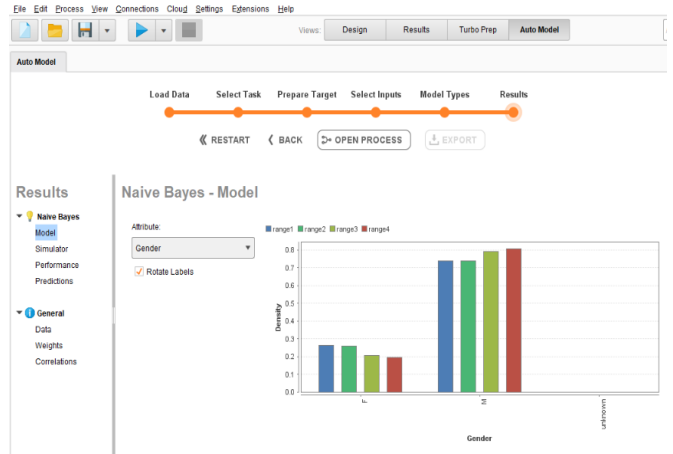 File Edit Process View Connections Cloud Settings Extensions Help
Views: Design Results Turbo Prep Auto Model
Auto Model
Load Data Select Task Prepare Target Select Inputs Model Types Results
RESTART BACK OPEN PROCESS EXPORT
Results
Naive Bayes - Model
Naive Bayes
Model
Simulator
Performance
Predictions
General
Data
Weights
Correlations
Attribute:
Gender
Rotate Labels
range1 range2 range3 range4
Density
0.8
0.7
0.6
0.5
0.4
0.3
0.2
0.1
0.0
F
M
unknown
Gender